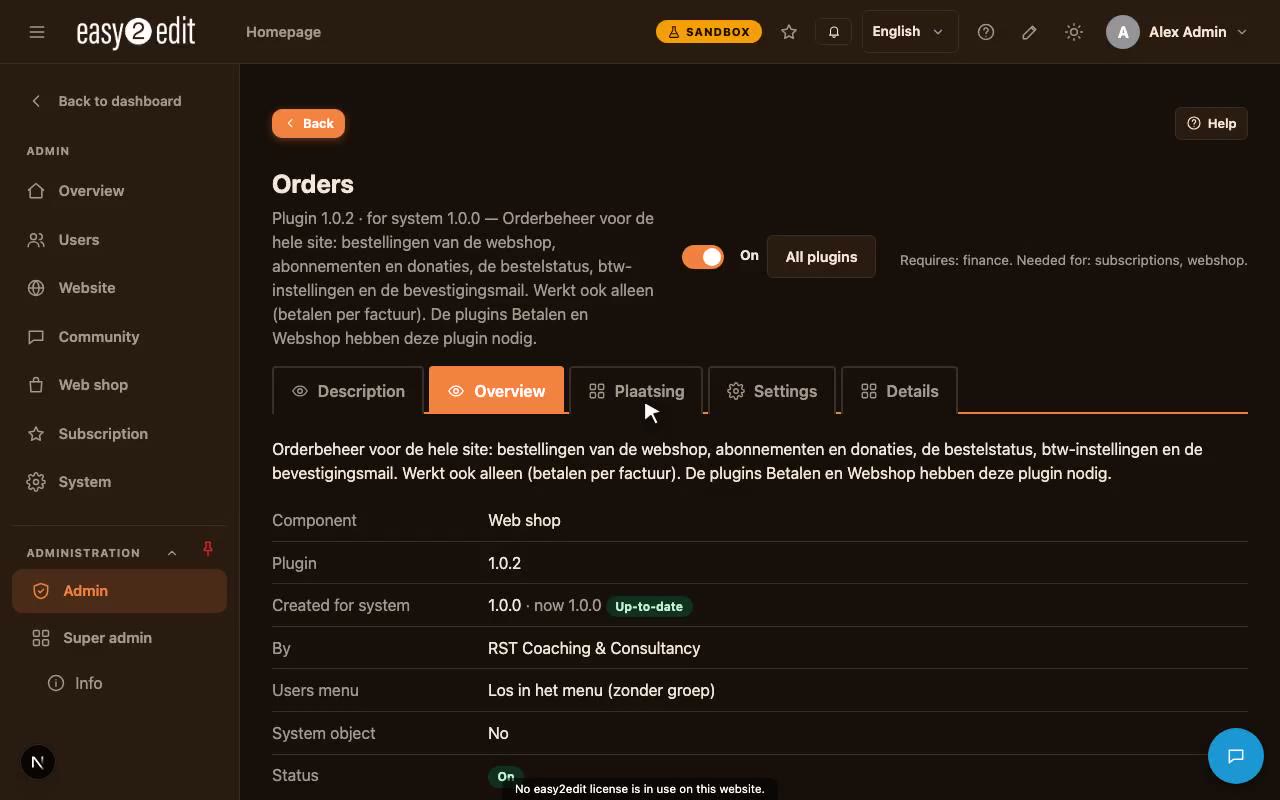 easy2edit
Homepage
SANDBOX
English
A
Alex Admin
Back to dashboard
ADMIN
Overview
Users
Website
Community
Web shop
Subscription
System
ADMINISTRATION
Admin
Super admin
Info
N
Back
Help
Orders
Plugin 1.0.2 · for system 1.0.0 — Orderbeheer voor de
hele site: bestellingen van de webshop,
abonnementen en donaties, de bestelstatus, btw-
instellingen en de bevestigingsmail. Werkt ook alleen
(betalen per factuur). De plugins Betalen en
Webshop hebben deze plugin nodig.
On
All plugins
Requires: finance. Needed for: subscriptions, webshop.
Description
Overview
Plaatsing
Settings
Details
Orderbeheer voor de hele site: bestellingen van de webshop, abonnementen en donaties, de bestelstatus, btw-instellingen en de
bevestigingsmail. Werkt ook alleen (betalen per factuur). De plugins Betalen en Webshop hebben deze plugin nodig.
Component Web shop
Plugin 1.0.2
Created for system 1.0.0 · now 1.0.0 Up-to-date
By RST Coaching & Consultancy
Users menu Los in het menu (zonder groep)
System object No
Status On
No easy2edit license is in use on this website.